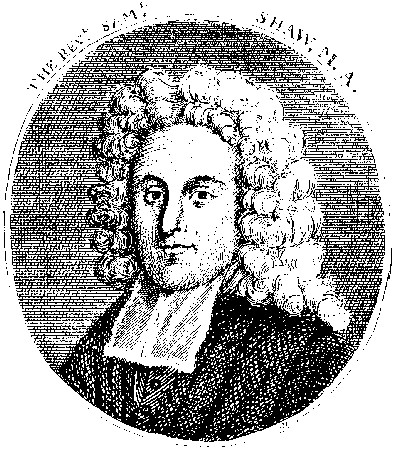 THE REVD. SAML. SHAW, M. A.